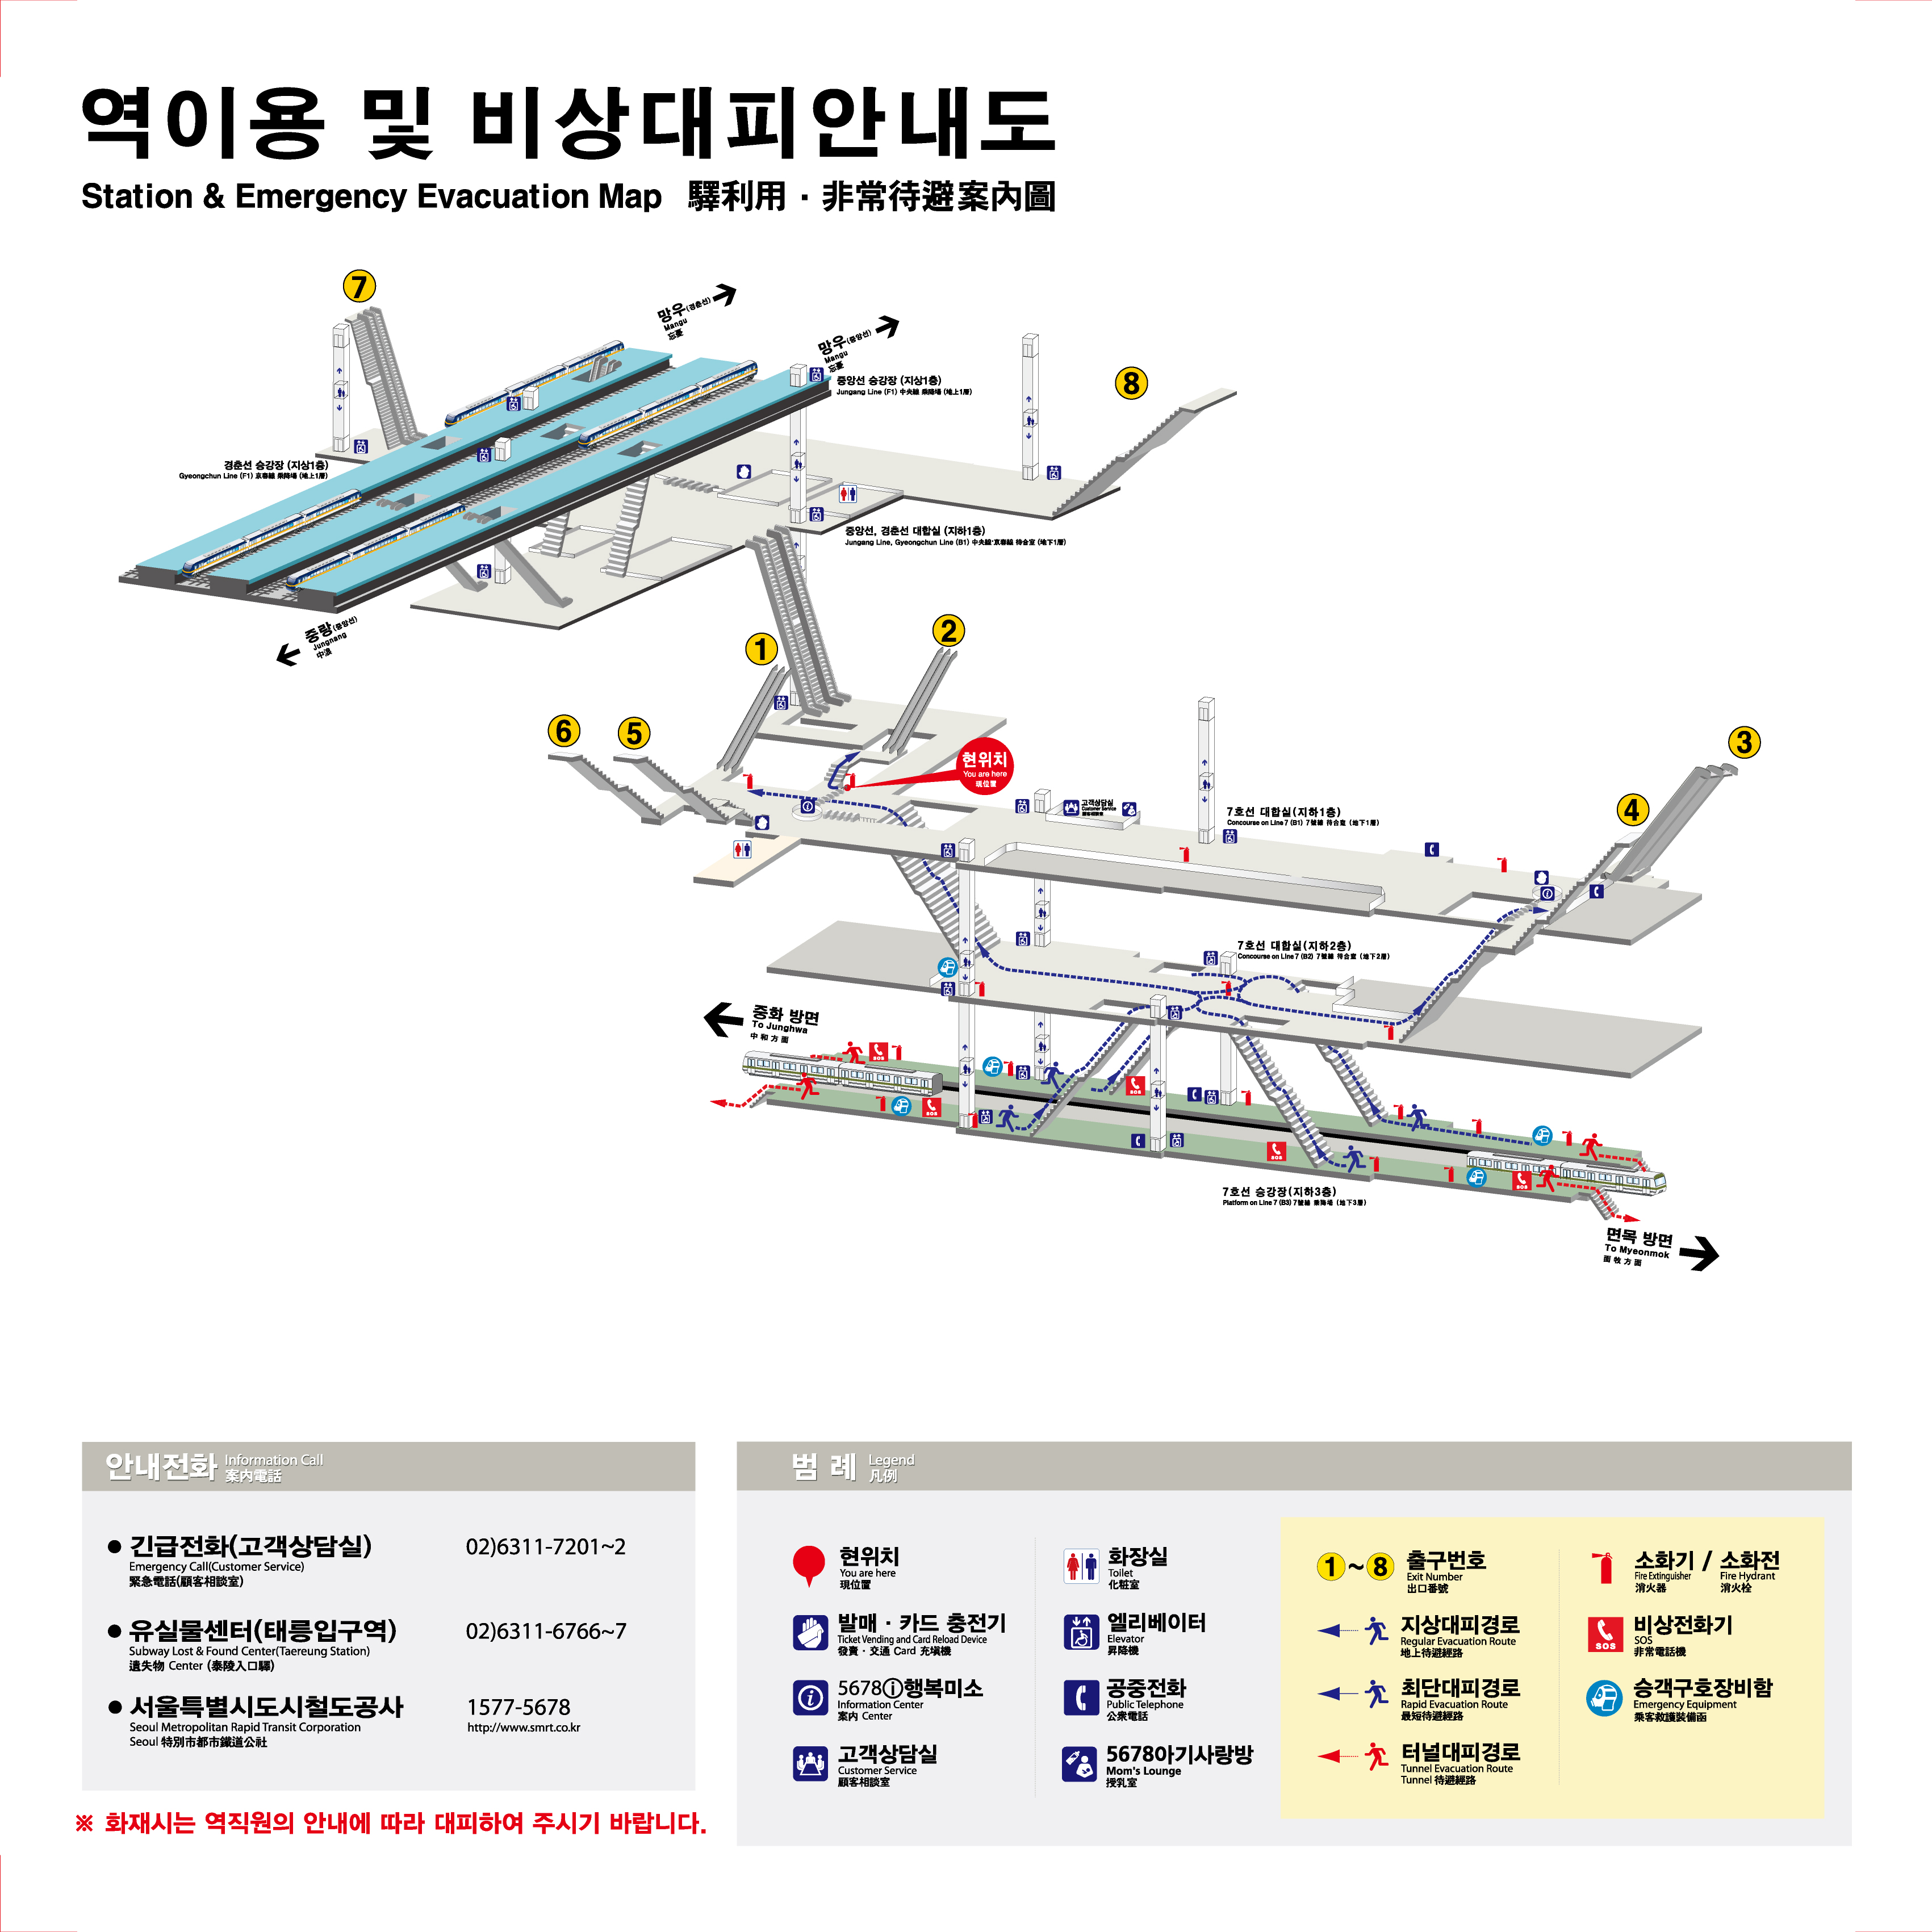 역이용 및 비상대피안내도
Station & Emergency Evacuation Map 驛利用・非常待避案內圖
7
망우(경춘선)
Mangu
忘憂
망우(중앙선)
Mangu
忘憂
중앙선 승강장 (지상1층)
Jungang Line (F1) 中央線 乘降場 (地上1層)
8
경춘선 승강장 (지상1층)
Gyeongchun Line (F1) 京春線 乘降場 (地上1層)
중앙선, 경춘선 대합실 (지하1층)
Jungang Line, Gyeongchun Line (B1) 中央線·京春線 待合室 (地下1層)
중랑(중앙선)
Jungnang
中浪
1
2
6
5
현위치
You are here
現位置
3
고객상담실
Customer Service
顧客相談室
7호선 대합실(지하1층)
Concourse on Line 7 (B1) 7號線 待合室 (地下1層)
4
7호선 대합실(지하2층)
Concourse on Line 7 (B2) 7號線 待合室 (地下2層)
중화 방면
To Junghwa
中和方面
SOS
SOS
SOS
SOS
SOS
7호선 승강장(지하3층)
Platform on Line 7 (B3) 7號線 乘降場 (地下3層)
면목 방면
To Myeonmok
面牧方面
안내전화 Information Call
案內電話
● 긴급전화(고객상담실) 02)6311-7201~2
Emergency Call(Customer Service)
緊急電話(顧客相談室)
● 유실물센터(태릉입구역) 02)6311-6766~7
Subway Lost & Found Center(Taereung Station)
遺失物 Center (泰陵入口驛)
● 서울특별시도시철도공사 1577-5678
Seoul Metropolitan Rapid Transit Corporation http://www.smrt.co.kr
Seoul 特別市都市鐵道公社
※ 화재시는 역직원의 안내에 따라 대피하여 주시기 바랍니다.
범 례 Legend
凡例
현위치
You are here
現位置
발매・카드 충전기
Ticket Vending and Card Reload Device
發賣・交通 Card 充塡機
5678ⓘ행복미소
Information Center
案內 Center
고객상담실
Customer Service
顧客相談室
화장실
Toilet
化粧室
엘리베이터
Elevator
昇降機
공중전화
Public Telephone
公衆電話
5678아기사랑방
Mom's Lounge
授乳室
1~8 출구번호
Exit Number
出口番號
지상대피경로
Regular Evacuation Route
地上待避經路
최단대피경로
Rapid Evacuation Route
最短待避經路
터널대피경로
Tunnel Evacuation Route
Tunnel 待避經路
소화기 / 소화전
Fire Extinguisher Fire Hydrant
消火器 消火栓
SOS
비상전화기
SOS
非常電話機
승객구호장비함
Emergency Equipment
乘客救護裝備函